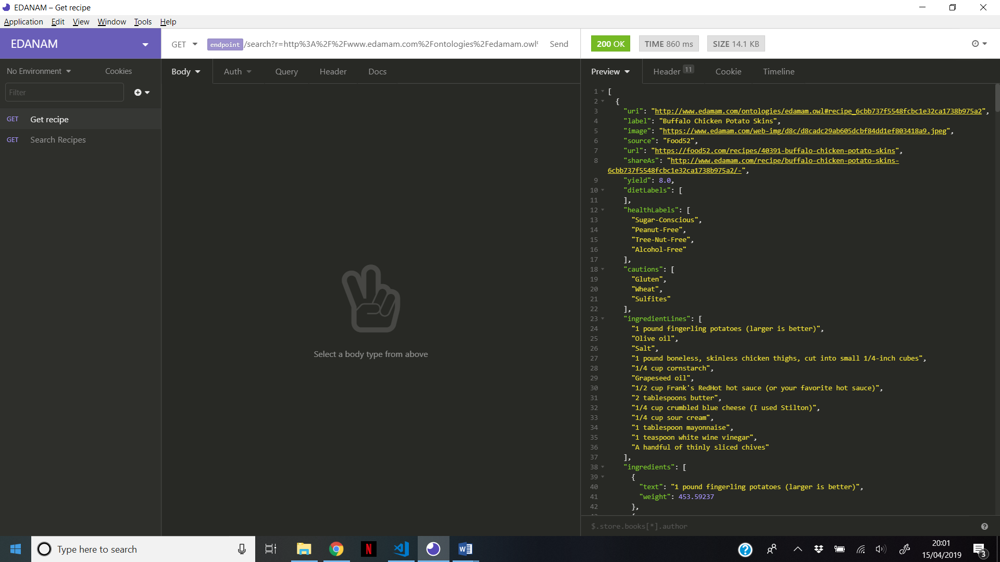 EDANAM – Get recipe
Application Edit View Window Tools Help
EDANAM
GET endpoint /search?r=http%3A%2F%2Fwww.edamam.com%2Fontologies%2Fedamam.owl% Send
200 OK TIME 860 ms SIZE 14.1 KB
No Environment Cookies
Body Auth Query Header Docs
Preview Header 11 Cookie Timeline
Filter
GET Get recipe
GET Search Recipes
Select a body type from above
1 [
2 {
3 "uri": "http://www.edamam.com/ontologies/edamam.owl#recipe_6cbb737f5548fcbc1e32ca1738b975a2",
4 "label": "Buffalo Chicken Potato Skins",
5 "image": "https://www.edamam.com/web-img/d8c/d8cadc29ab605dcbf84dd1ef803418a9.jpeg",
6 "source": "Food52",
7 "url": "https://food52.com/recipes/40391-buffalo-chicken-potato-skins",
8 "shareAs": "http://www.edamam.com/recipe/buffalo-chicken-potato-skins-
6cbb737f5548fcbc1e32ca1738b975a2/-",
9 "yield": 8.0,
10 "dietLabels": [
11 ],
12 "healthLabels": [
13 "Sugar-Conscious",
14 "Peanut-Free",
15 "Tree-Nut-Free",
16 "Alcohol-Free"
17 ],
18 "cautions": [
19 "Gluten",
20 "Wheat",
21 "Sulfites"
22 ],
23 "ingredientLines": [
24 "1 pound fingerling potatoes (larger is better)",
25 "Olive oil",
26 "Salt",
27 "1 pound boneless, skinless chicken thighs, cut into small 1/4-inch cubes",
28 "1/4 cup cornstarch",
29 "Grapeseed oil",
30 "1/2 cup Frank's RedHot hot sauce (or your favorite hot sauce)",
31 "2 tablespoons butter",
32 "1/4 cup crumbled blue cheese (I used Stilton)",
33 "1/4 cup sour cream",
34 "1 tablespoon mayonnaise",
35 "1 teaspoon white wine vinegar",
36 "A handful of thinly sliced chives"
37 ],
38 "ingredients": [
39 {
40 "text": "1 pound fingerling potatoes (larger is better)",
41 "weight": 453.59237
42 },
$.store.books[*].author
Type here to search
20:01
15/04/2019
3